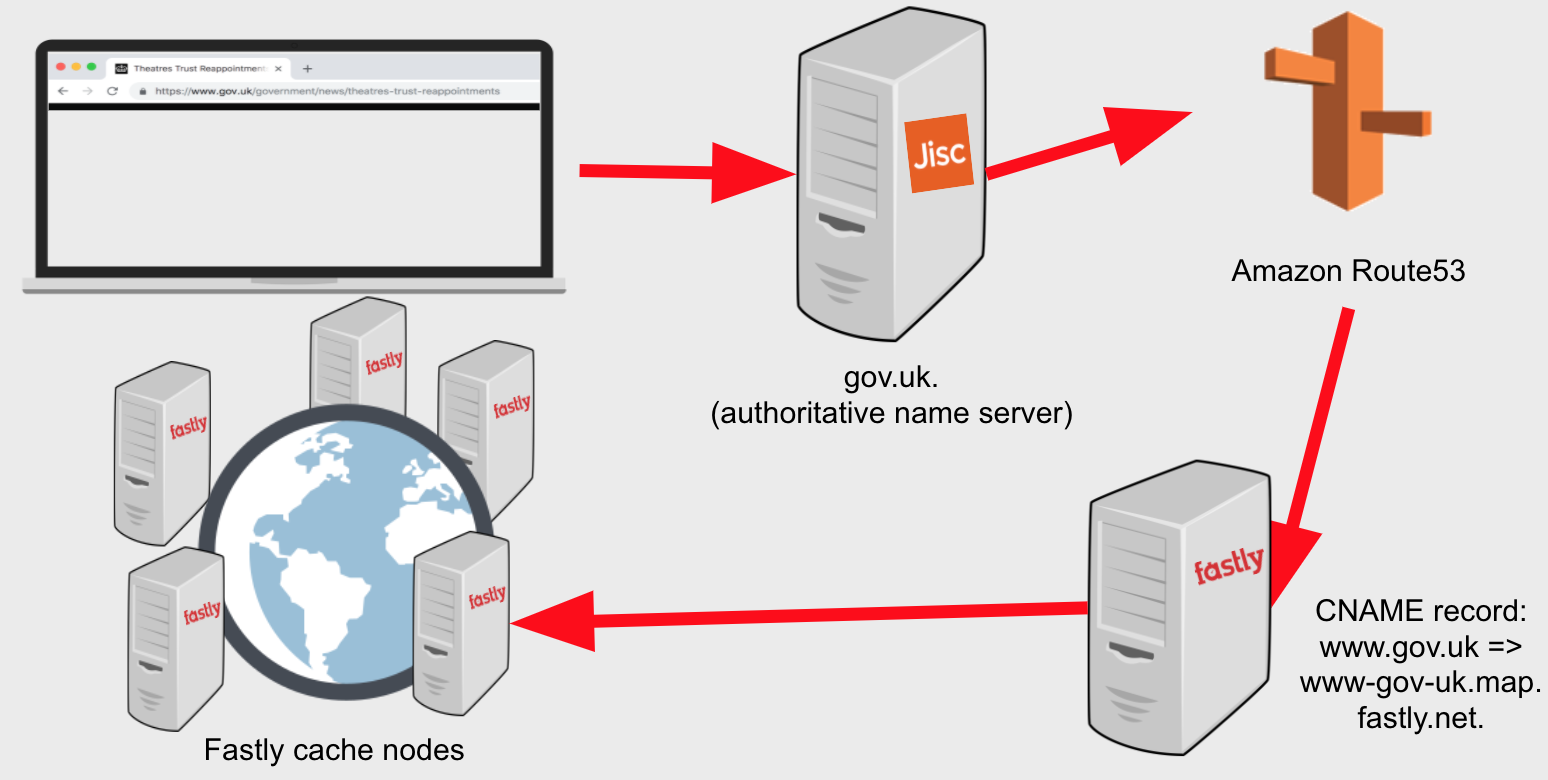 Theatres Trust Reappointment
https://www.gov.uk/government/news/theatres-trust-reappointments
Jisc
Amazon Route53
gov.uk.
(authoritative name server)
fastly
fastly
fastly
fastly
fastly
fastly
CNAME record:
www.gov.uk =>
www-gov-uk.map.
fastly.net.
Fastly cache nodes